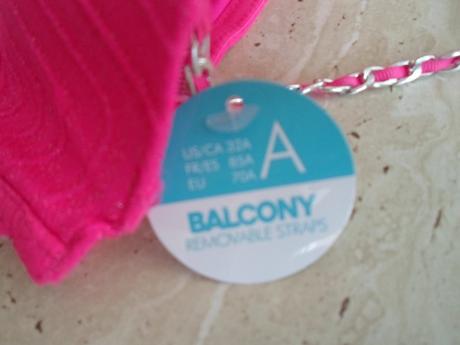 US/CA 32A
FR/ES 85A
EU 70A
A
BALCONY
REMOVABLE STRAPS